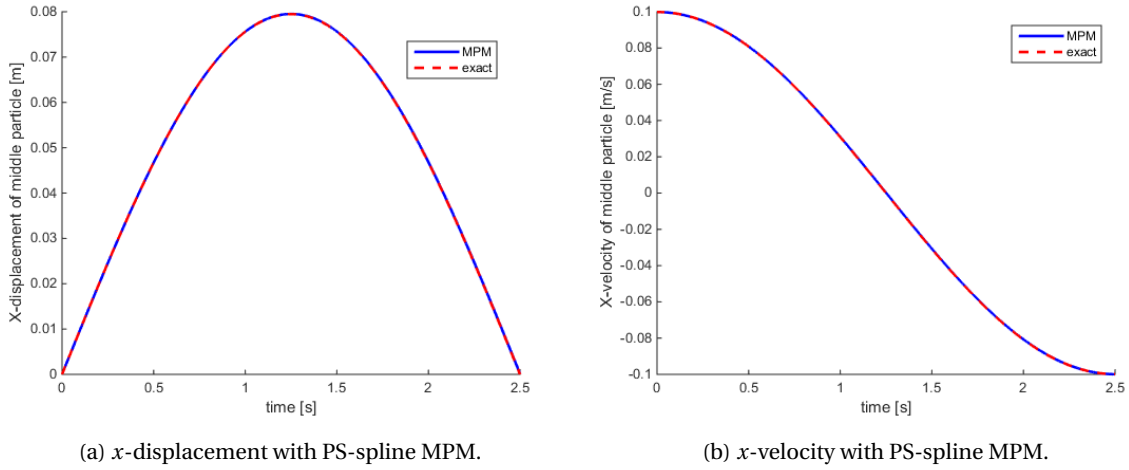 0.08
0.07
0.06
0.05
0.04
0.03
0.02
0.01
0
X-displacement of middle particle [m]
0 0.5 1 1.5 2 2.5
time [s]
MPM
exact
(a) x-displacement with PS-spline MPM.
0.1
0.08
0.06
0.04
0.02
0
-0.02
-0.04
-0.06
-0.08
-0.1
X-velocity of middle particle [m/s]
0 0.5 1 1.5 2 2.5
time [s]
MPM
exact
(b) x-velocity with PS-spline MPM.